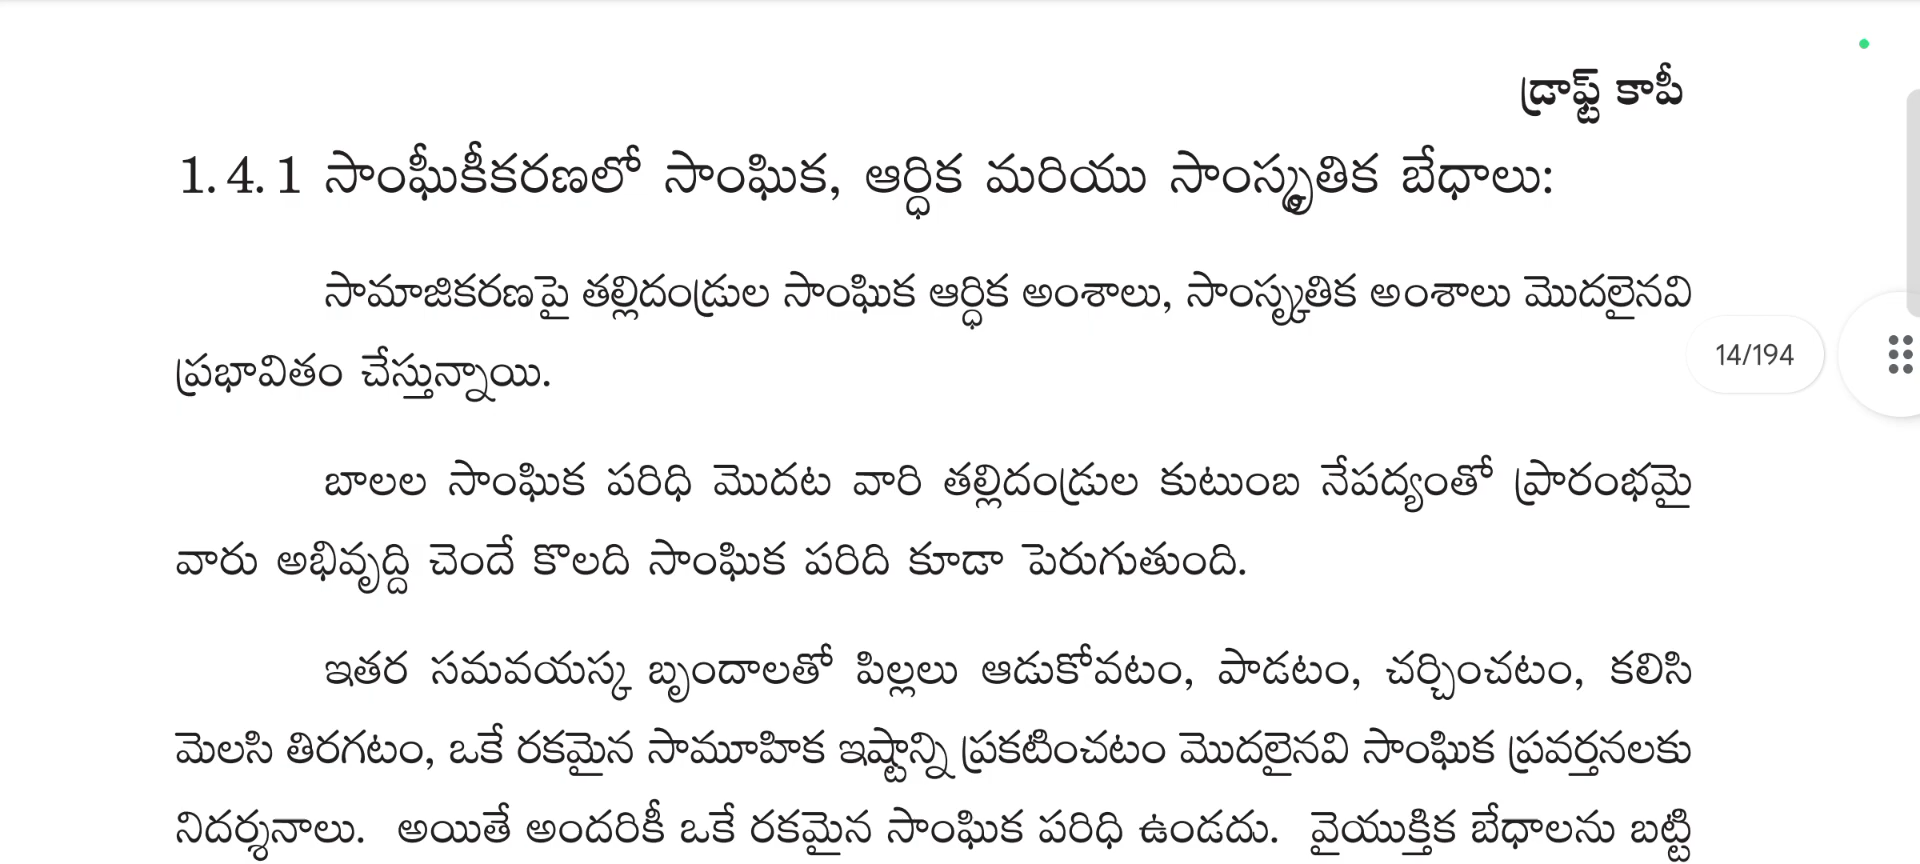 డ్రాఫ్ట్ కాపీ
1.4.1 సాంఘీకీకరణలో సాంఘిక, ఆర్ధిక మరియు సాంస్కృతిక బేధాలు:
సామాజికరణపై తల్లిదండ్రుల సాంఘిక ఆర్ధిక అంశాలు, సాంస్కృతిక అంశాలు మొదలైనవి
ప్రభావితం చేస్తున్నాయి.
14/194
బాలల సాంఘిక పరిధి మొదట వారి తల్లిదండ్రుల కుటుంబ నేపద్యంతో ప్రారంభమై
వారు అభివృద్ది చెందే కొలది సాంఘిక పరిది కూడా పెరుగుతుంది.
ఇతర సమవయస్క బృందాలతో పిల్లలు ఆడుకోవటం, పాడటం, చర్చించటం, కలిసి
మెలసి తిరగటం, ఒకే రకమైన సామూహిక ఇష్టాన్ని ప్రకటించటం మొదలైనవి సాంఘిక ప్రవర్తనలకు
నిదర్శనాలు. అయితే అందరికీ ఒకే రకమైన సాంఘిక పరిధి ఉండదు. వైయుక్తిక బేధాలను బట్టి